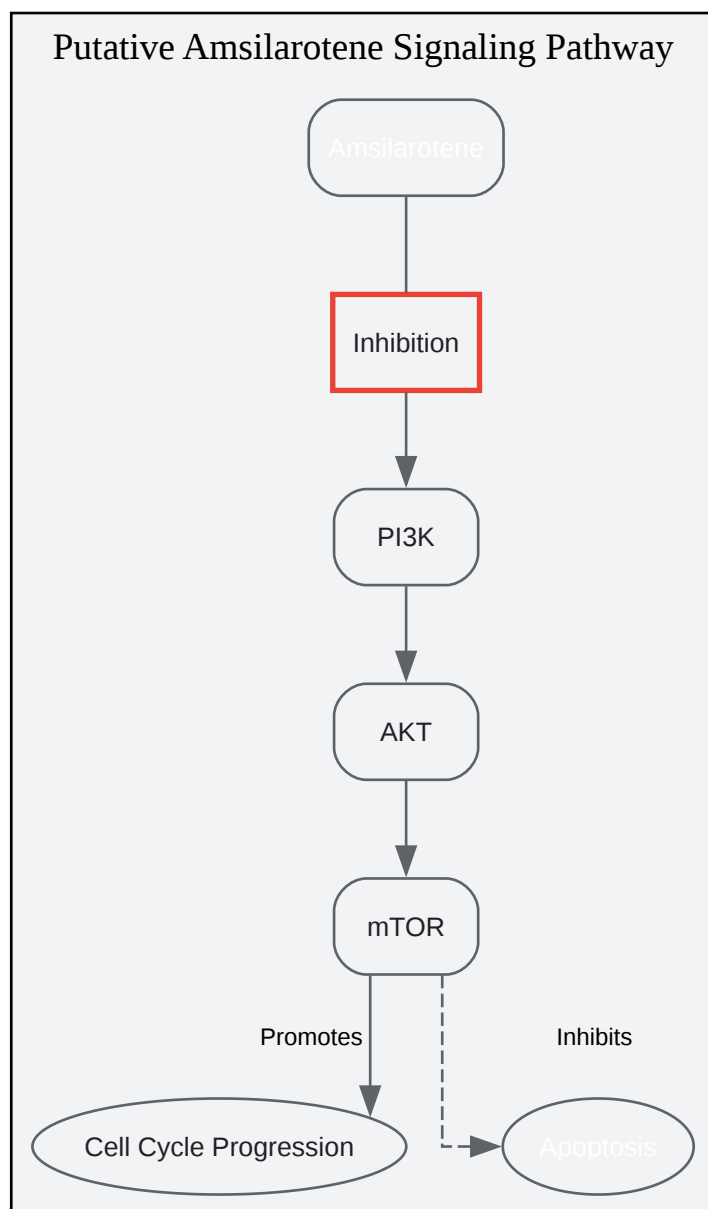 Putative Amsilarotene Signaling Pathway
Amsilarotene
Inhibition
PI3K
AKT
mTOR
Promotes
Inhibits
Cell Cycle Progression
Apoptosis